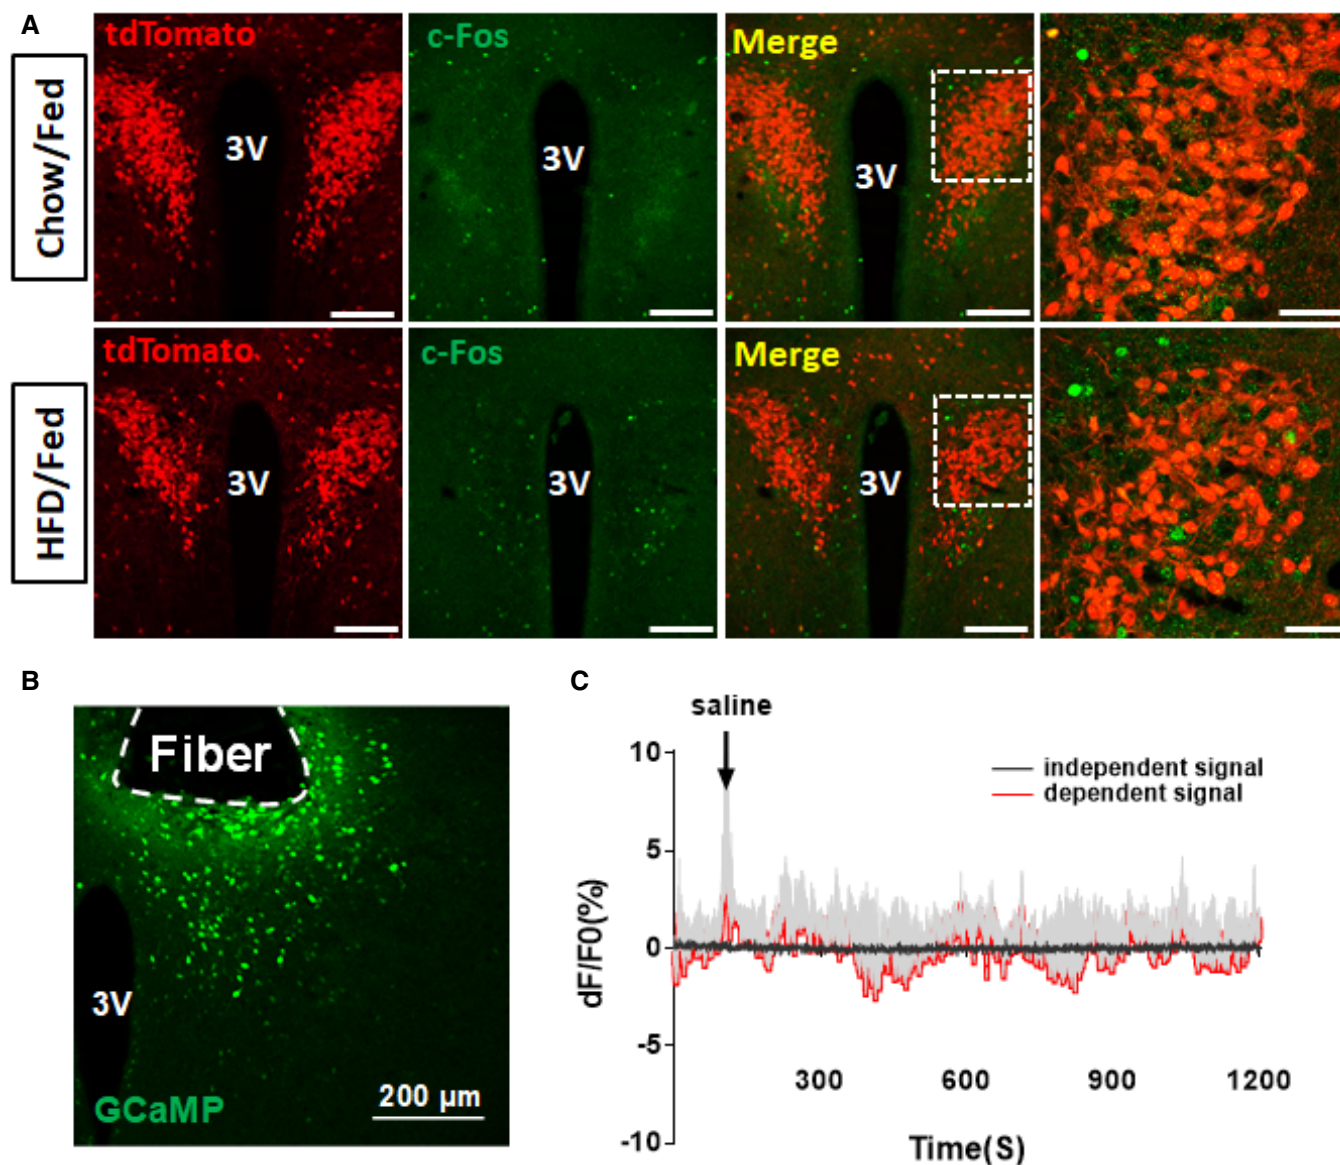 A
Chow/Fed
tdTomato
3V
c-Fos
3V
Merge
3V
HFD/Fed
tdTomato
3V
c-Fos
3V
Merge
3V
B
Fiber
3V
GCaMP
200 µm
C
saline
independent signal
dependent signal
10
5
0
-5
-10
dF/F0(%)
300 600 900 1200
Time(S)